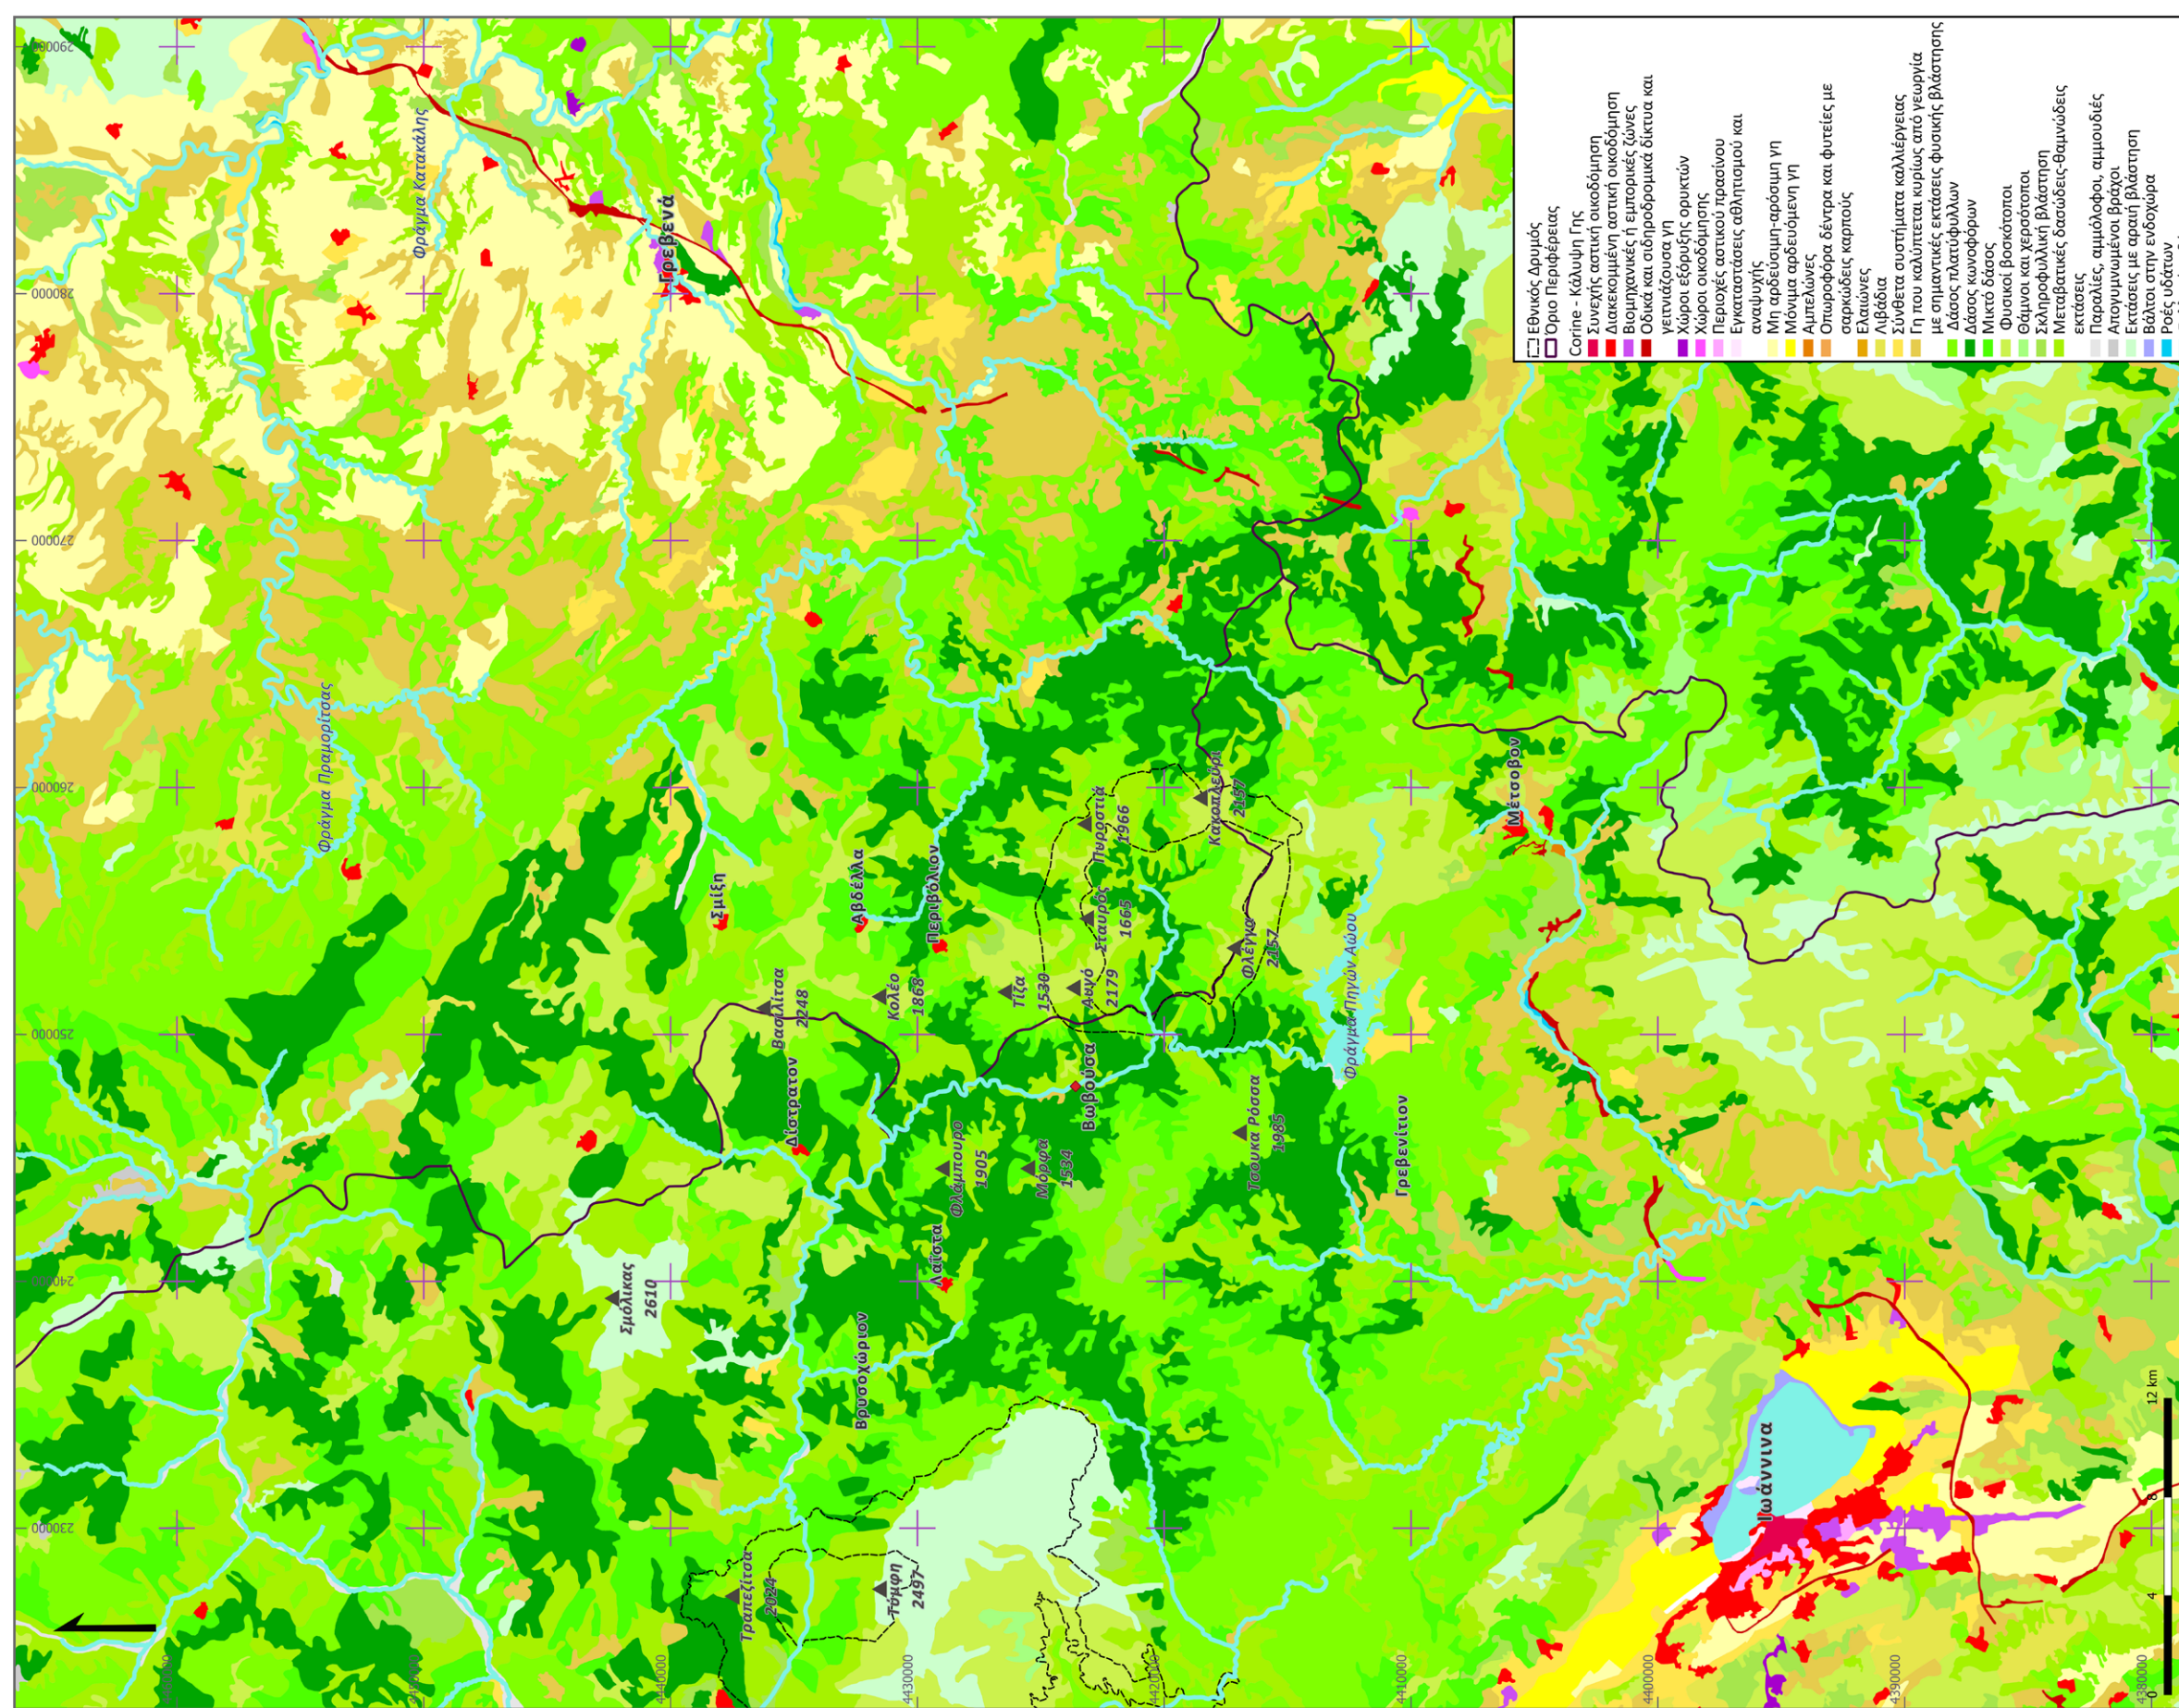 Εθνικός Δρυμός
Όριο Περιφέρειας
Corine - Κάλυψη Γης
Συνεχής αστική οικοδόμηση
Διακεκομμένη αστική οικοδόμηση
Βιομηχανικές ή εμπορικές ζώνες
Οδικά και σιδηροδρομικά δίκτυα και
γειτνιάζουσα γη
Χώροι εξόρυξης ορυκτών
Χώροι οικοδόμησης
Περιοχές αστικού πρασίνου
Εγκαταστάσεις αθλητισμού και
αναψυχής
Μη αρδεύσιμη-αρόσιμη γη
Μόνιμα αρδευόμενη γη
Αμπελώνες
Οπωροφόρα δέντρα και φυτείες με
σαρκώδεις καρπούς
Ελαιώνες
Λιβάδια
Σύνθετα συστήματα καλλιέργειας
Γη που καλύπτεται κυρίως από γεωργία
με σημαντικές εκτάσεις φυσικής βλάστησης
Δάσος πλατυφύλλων
Δάσος κωνοφόρων
Μικτό δάσος
Φυσικοί βοσκότοποι
Θάμνοι και χερσότοποι
Σκληροφυλλική βλάστηση
Μεταβατικές δασώδεις-θαμνώδεις
εκτάσεις
Παραλίες, αμμόλοφοι, αμμουδιές
Απογυμνωμένοι βράχοι
Εκτάσεις με αραιή βλάστηση
Βάλτοι στην ενδοχώρα
Ροές υδάτων
Φράγμα Πραμορίτσας
Φράγμα Κατακάλης
Γρεβενά
Σμόλικας
2610
Τραπεζίτσα
2024
Σμίξη
Βασιλίτσα
2248
Δίστρατον
Αβδέλλα
Κολέο
1868
Βρυσοχώριον
Τύμφη
2497
Περιβόλιον
Λαΐστα
Φλάμπουρο
1905
Τίζα
1530
Μόρφα
1534
Βωβούσα
Αυγό
2179
Σταυρός
1665
Πυροστιά
1966
Κακοπλεύρι
2157
Φλέγγα
2157
Τσούκα Ρόσσα
1985
Φράγμα Πηγών Αώου
Γρεβενίτιον
Μέτσοβον
Ιωάννινα
230000
240000
250000
260000
270000
280000
290000
4440000
4430000
4420000
4410000
4400000
4390000
4380000
0
4
8
12 km